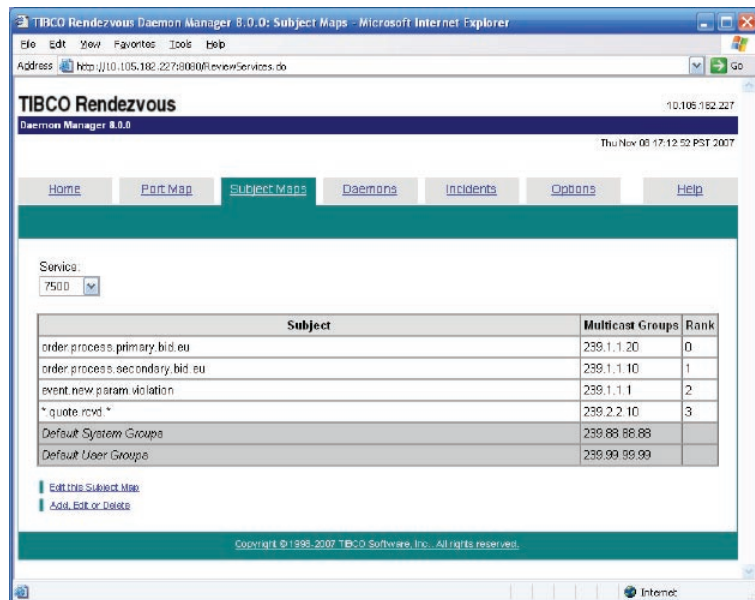 TIBCO Rendezvous Daemon Manager 8.0.0: Subject Maps - Microsoft Internet Explorer
File Edit View Favorites Tools Help
Address http://10.105.182.227:8080/ReviewServices.do Go
TIBCO Rendezvous 10.105.182.227
Daemon Manager 8.0.0
Thu Nov 08 17:12:52 PST 2007
Home Port Map Subject Maps Daemons Incidents Options Help
Service:
7500
Subject Multicast Groups Rank
order.process.primary.bid.eu 239.1.1.20 0
order.process.secondary.bid.eu 239.1.1.10 1
event.new.param.violation 239.1.1.1 2
*.quote.rcvd.* 239.2.2.10 3
Default System Groups 239.88.88.88
Default User Groups 239.99.99.99
Edit this Subject Map
Add, Edit or Delete
Copyright © 1998-2007 TIBCO Software, Inc.. All rights reserved.
Internet